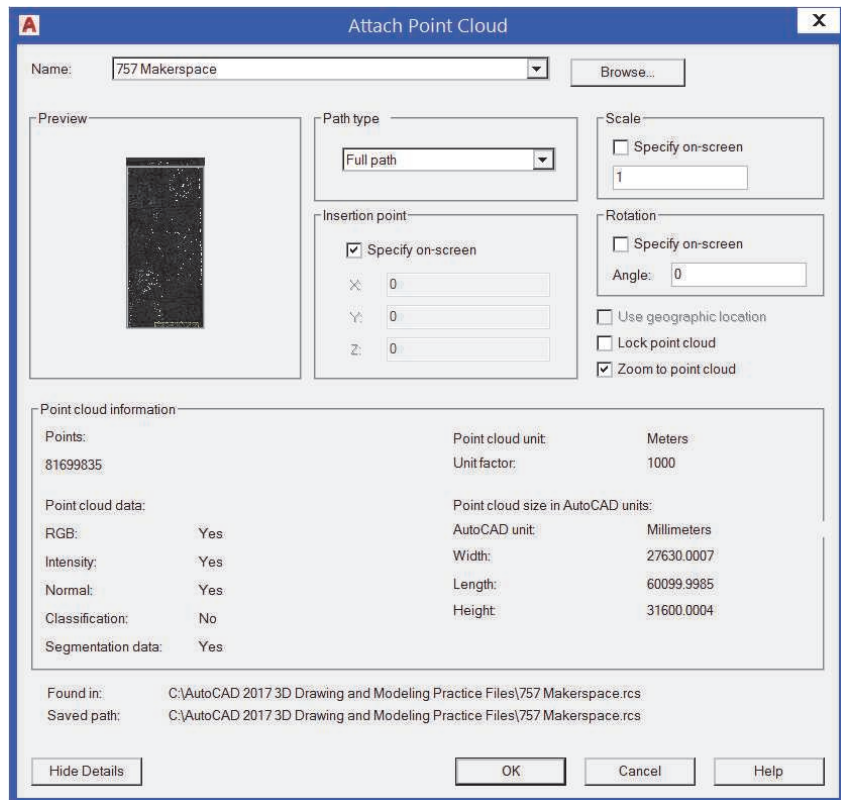 A Attach Point Cloud X
Name: 757 Makerspace Browse...
Preview
Path type
Full path
Insertion point
Specify on-screen
X: 0
Y: 0
Z: 0
Scale
Specify on-screen
1
Rotation
Specify on-screen
Angle: 0
Use geographic location
Lock point cloud
Zoom to point cloud
Point cloud information
Points:
81699835
Point cloud data:
RGB: Yes
Intensity: Yes
Normal: Yes
Classification: No
Segmentation data: Yes
Point cloud unit: Meters
Unit factor: 1000
Point cloud size in AutoCAD units:
AutoCAD unit: Millimeters
Width: 27630.0007
Length: 60099.9985
Height: 31600.0004
Found in: C:\AutoCAD 2017 3D Drawing and Modeling Practice Files\757 Makerspace.rcs
Saved path: C:\AutoCAD 2017 3D Drawing and Modeling Practice Files\757 Makerspace.rcs
Hide Details OK Cancel Help